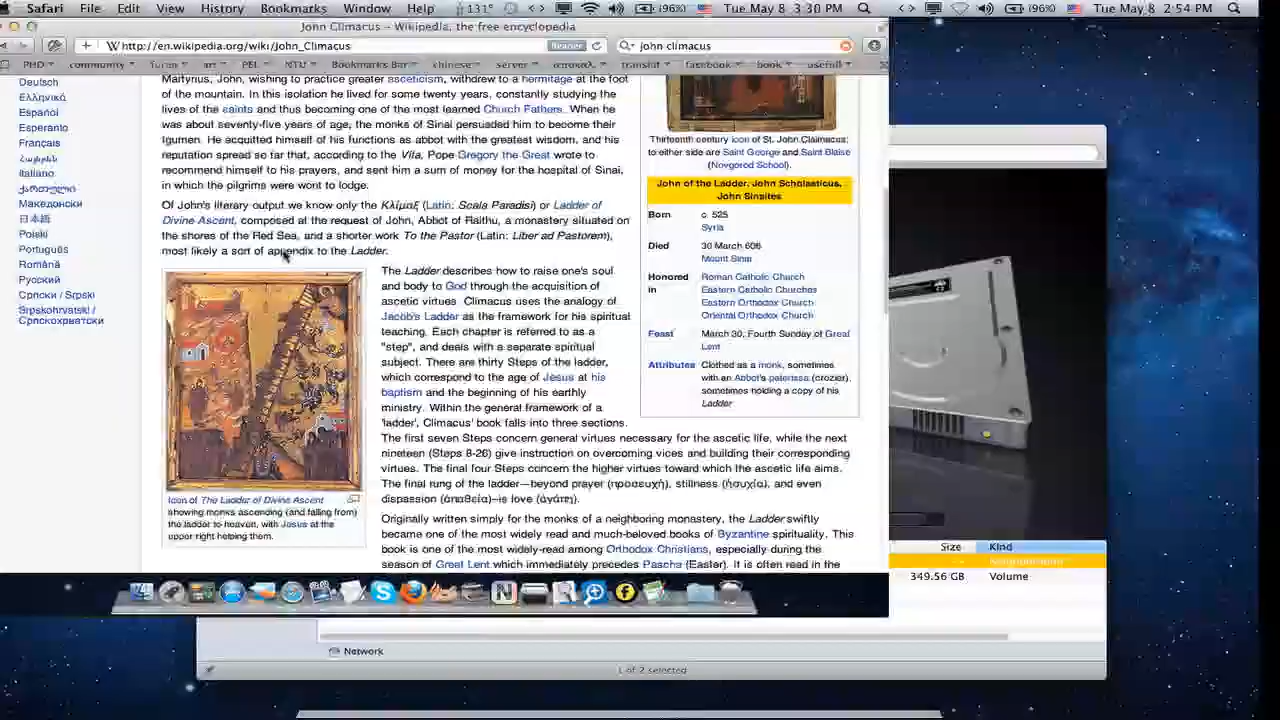 Safari File Edit View History Bookmarks Window Help 131° (96%) Tue May 8 3:30 PM
(96%) Tue May 8 2:54 PM
John Climacus – Wikipedia, the free encyclopedia
http://en.wikipedia.org/wiki/John_Climacus Reader john climacus
PHD community forum art PEL NTU Bookmarks Bar chinese server translit facebook book usefull
Deutsch
Ελληνικά
Español
Esperanto
Français
Italiano
ქართული
Македонски
日本語
Polski
Português
Română
Русский
Српски / Srpski
Srpskohrvatski /
Српскохрватски
Martyrius, John, wishing to practice greater asceticism, withdrew to a hermitage at the foot
of the mountain. In this isolation he lived for some twenty years, constantly studying the
lives of the saints and thus becoming one of the most learned Church Fathers. When he
was about seventy-five years of age, the monks of Sinai persuaded him to become their
Igumen. He acquitted himself of his functions as abbot with the greatest wisdom, and his
reputation spread so far that, according to the Vita, Pope Gregory the Great wrote to
recommend himself to his prayers, and sent him a sum of money for the hospital of Sinai,
in which the pilgrims were wont to lodge.
Of John's literary output we know only the Κλίμαξ (Latin: Scala Paradisi) or Ladder of
Divine Ascent, composed at the request of John, Abbot of Raithu, a monastery situated on
the shores of the Red Sea, and a shorter work To the Pastor (Latin: Liber ad Pastorem),
most likely a sort of appendix to the Ladder.
The Ladder describes how to raise one's soul
and body to God through the acquisition of
ascetic virtues. Climacus uses the analogy of
Jacob's Ladder as the framework for his spiritual
teaching. Each chapter is referred to as a
"step", and deals with a separate spiritual
subject. There are thirty Steps of the ladder,
which correspond to the age of Jesus at his
baptism and the beginning of his earthly
ministry. Within the general framework of a
'ladder', Climacus' book falls into three sections.
The first seven Steps concern general virtues necessary for the ascetic life, while the next
nineteen (Steps 8-26) give instruction on overcoming vices and building their corresponding
virtues. The final four Steps concern the higher virtues toward which the ascetic life aims.
The final rung of the ladder—beyond prayer (προσευχή), stillness (ἡσυχία), and even
dispassion (ἀπαθεία)—is love (ἀγάπη).
Originally written simply for the monks of a neighboring monastery, the Ladder swiftly
became one of the most widely read and much-beloved books of Byzantine spirituality. This
book is one of the most widely-read among Orthodox Christians, especially during the
season of Great Lent which immediately precedes Pascha (Easter). It is often read in the
Icon of The Ladder of Divine Ascent
showing monks ascending (and falling from)
the ladder to heaven, with Jesus at the
upper right helping them.
Thirteenth century icon of St. John Climacus;
to either side are Saint George and Saint Blaise
(Novgorod School).
John of the Ladder, John Scholasticus,
John Sinaites
Born c. 525
Syria
Died 30 March 606
Mount Sinai
Honored in Roman Catholic Church
Eastern Catholic Churches
Eastern Orthodox Church
Oriental Orthodox Church
Feast March 30, Fourth Sunday of Great
Lent
Attributes Clothed as a monk, sometimes
with an Abbot's paterissa (crozier),
sometimes holding a copy of his
Ladder
Size Kind
349.56 GB Volume
Network
1 of 2 selected